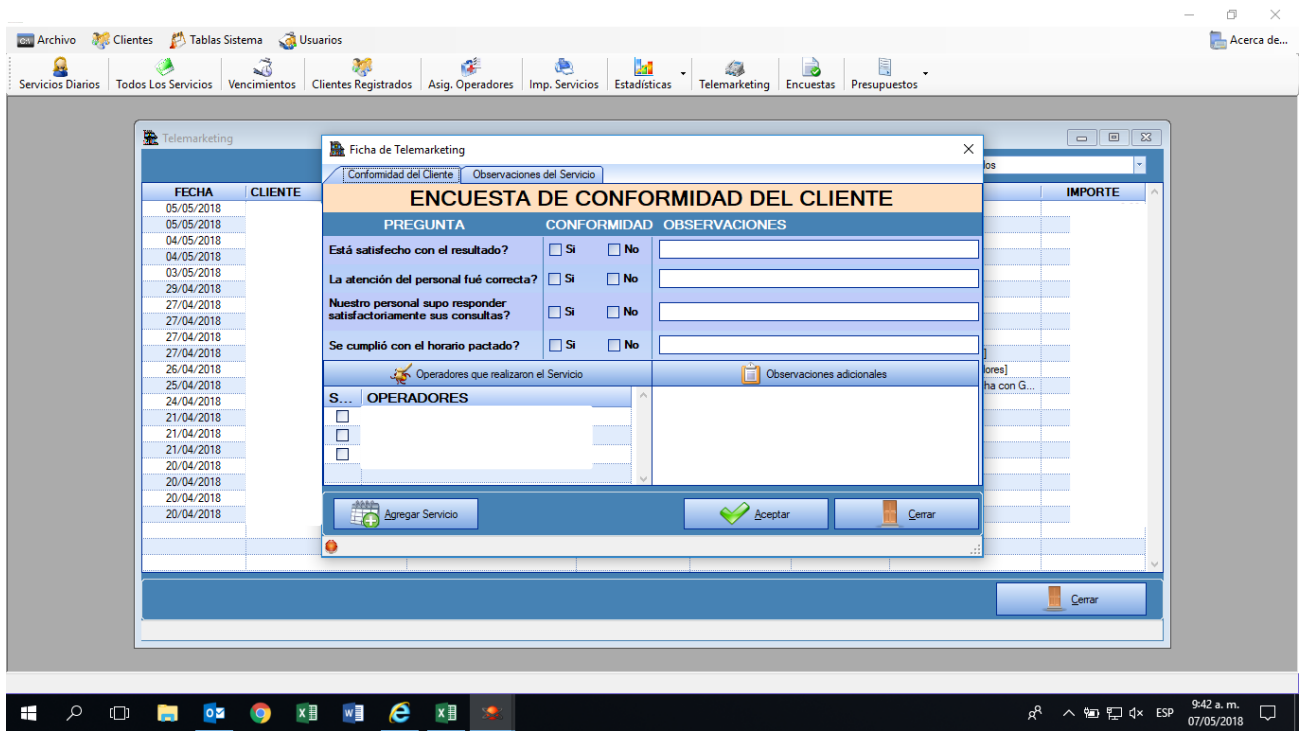 Archivo Clientes Tablas Sistema Usuarios Acerca de...
Servicios Diarios Todos Los Servicios Vencimientos Clientes Registrados Asig. Operadores Imp. Servicios Estadísticas Telemarketing Encuestas Presupuestos
Telemarketing
Ficha de Telemarketing
Conformidad del Cliente Observaciones del Servicio
ENCUESTA DE CONFORMIDAD DEL CLIENTE
PREGUNTA CONFORMIDAD OBSERVACIONES
Está satisfecho con el resultado? Si No
La atención del personal fué correcta? Si No
Nuestro personal supo responder
satisfactoriamente sus consultas? Si No
Se cumplió con el horario pactado? Si No
Operadores que realizaron el Servicio Observaciones adicionales
S... OPERADORES
Agregar Servicio Aceptar Cerrar
FECHA CLIENTE IMPORTE
05/05/2018
05/05/2018
04/05/2018
04/05/2018
03/05/2018
29/04/2018
27/04/2018
27/04/2018
27/04/2018
27/04/2018
26/04/2018
25/04/2018 ha con G...
24/04/2018
21/04/2018
21/04/2018
21/04/2018
20/04/2018
20/04/2018
20/04/2018
20/04/2018
Cerrar
ESP
9:42 a. m.
07/05/2018